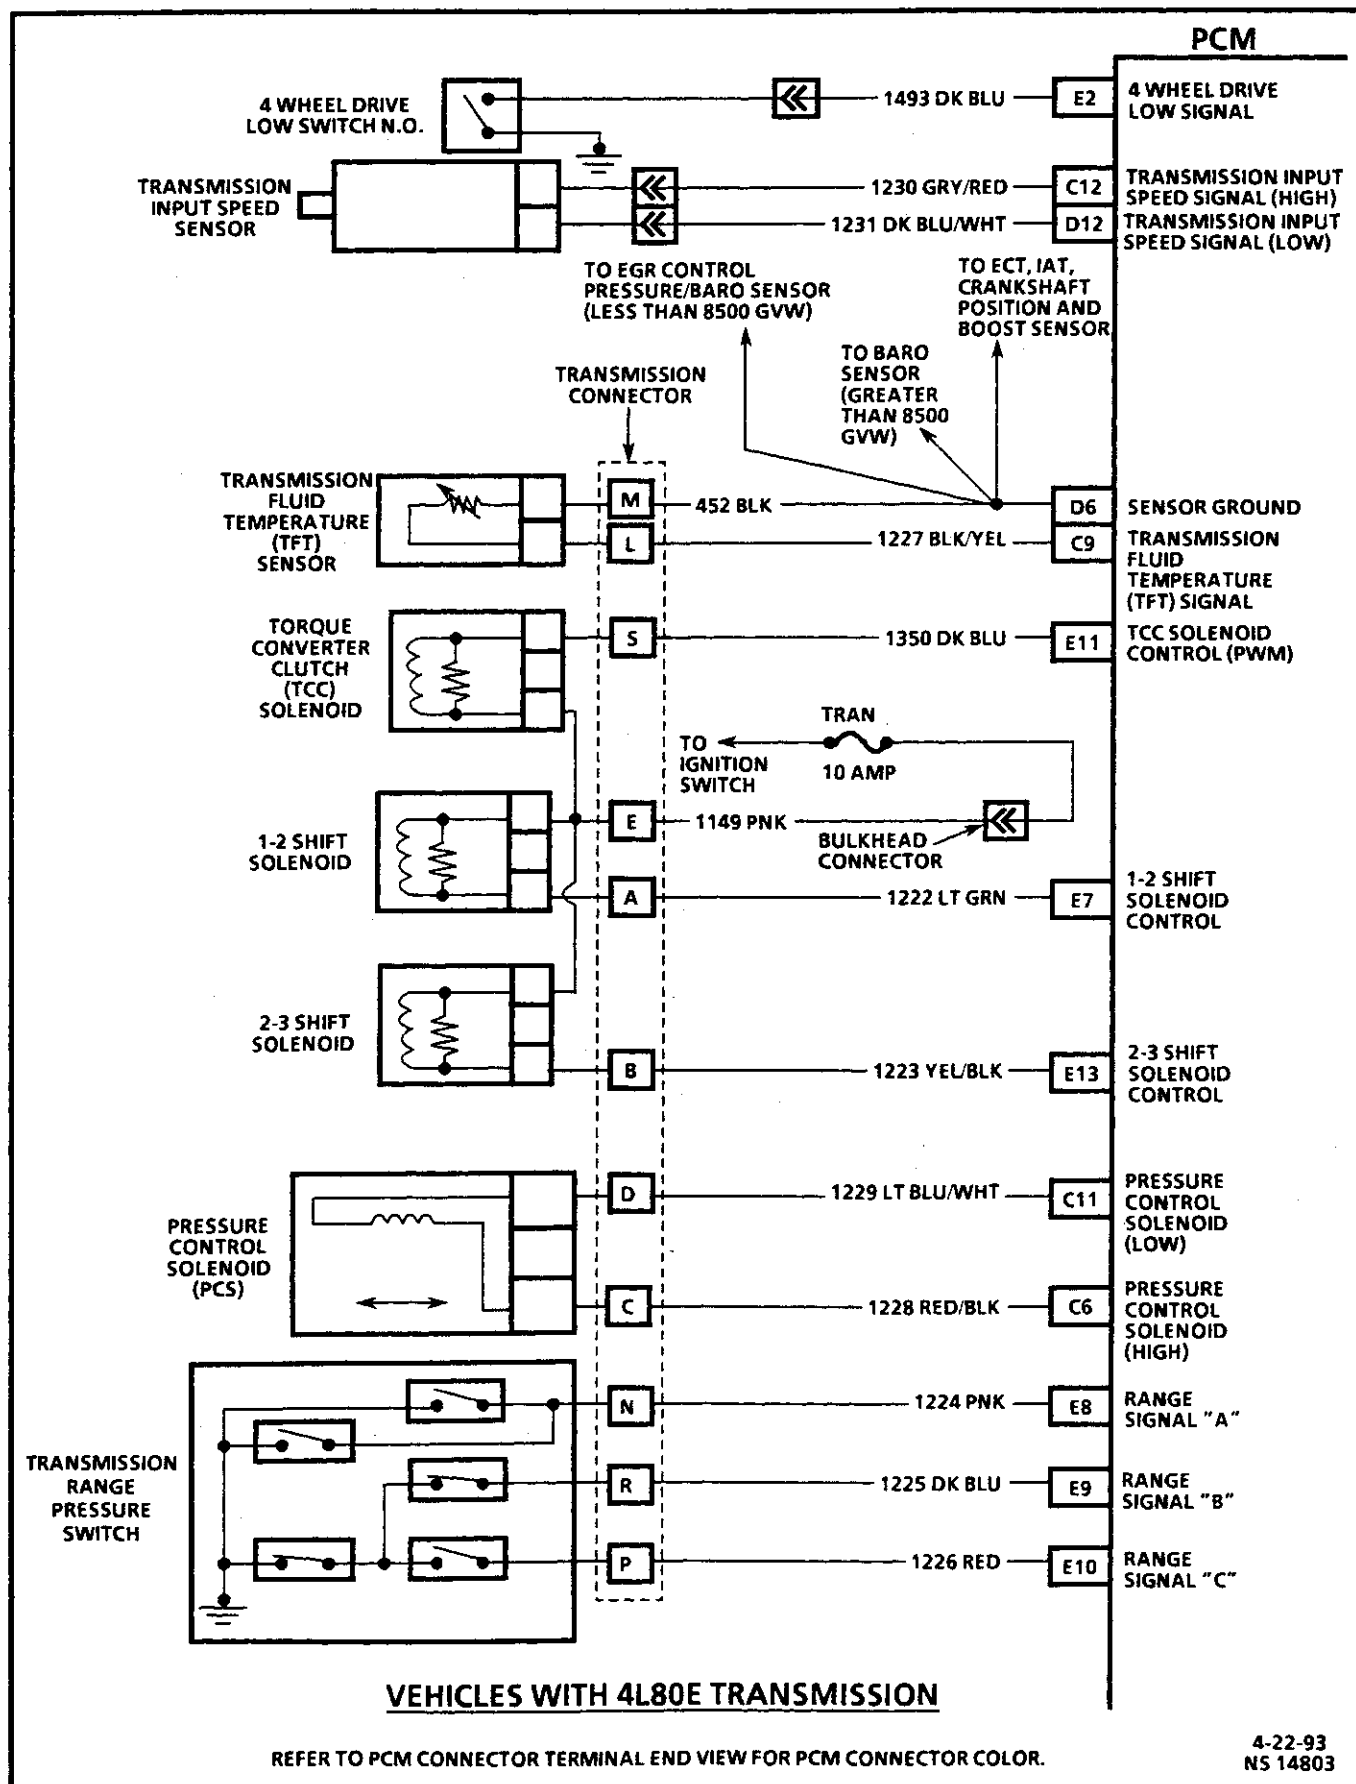 PCM
4 WHEEL DRIVE
LOW SWITCH N.O.
1493 DK BLU
E2
4 WHEEL DRIVE
LOW SIGNAL
TRANSMISSION
INPUT SPEED
SENSOR
1230 GRY/RED
C12
TRANSMISSION INPUT
SPEED SIGNAL (HIGH)
1231 DK BLU/WHT
D12
TRANSMISSION INPUT
SPEED SIGNAL (LOW)
TO EGR CONTROL
PRESSURE/BARO SENSOR
(LESS THAN 8500 GVW)
TO ECT, IAT,
CRANKSHAFT
POSITION AND
BOOST SENSOR
TO BARO
SENSOR
(GREATER
THAN 8500
GVW)
TRANSMISSION
CONNECTOR
TRANSMISSION
FLUID
TEMPERATURE
(TFT)
SENSOR
M
452 BLK
D6
SENSOR GROUND
L
1227 BLK/YEL
C9
TRANSMISSION
FLUID
TEMPERATURE
(TFT) SIGNAL
TORQUE
CONVERTER
CLUTCH
(TCC)
SOLENOID
S
1350 DK BLU
E11
TCC SOLENOID
CONTROL (PWM)
TO
IGNITION
SWITCH
TRAN
10 AMP
1-2 SHIFT
SOLENOID
E
1149 PNK
BULKHEAD
CONNECTOR
A
1222 LT GRN
E7
1-2 SHIFT
SOLENOID
CONTROL
2-3 SHIFT
SOLENOID
B
1223 YEL/BLK
E13
2-3 SHIFT
SOLENOID
CONTROL
PRESSURE
CONTROL
SOLENOID
(PCS)
D
1229 LT BLU/WHT
C11
PRESSURE
CONTROL
SOLENOID
(LOW)
C
1228 RED/BLK
C6
PRESSURE
CONTROL
SOLENOID
(HIGH)
TRANSMISSION
RANGE
PRESSURE
SWITCH
N
1224 PNK
E8
RANGE
SIGNAL "A"
R
1225 DK BLU
E9
RANGE
SIGNAL "B"
P
1226 RED
E10
RANGE
SIGNAL "C"
VEHICLES WITH 4L80E TRANSMISSION
REFER TO PCM CONNECTOR TERMINAL END VIEW FOR PCM CONNECTOR COLOR.
4-22-93
NS 14803